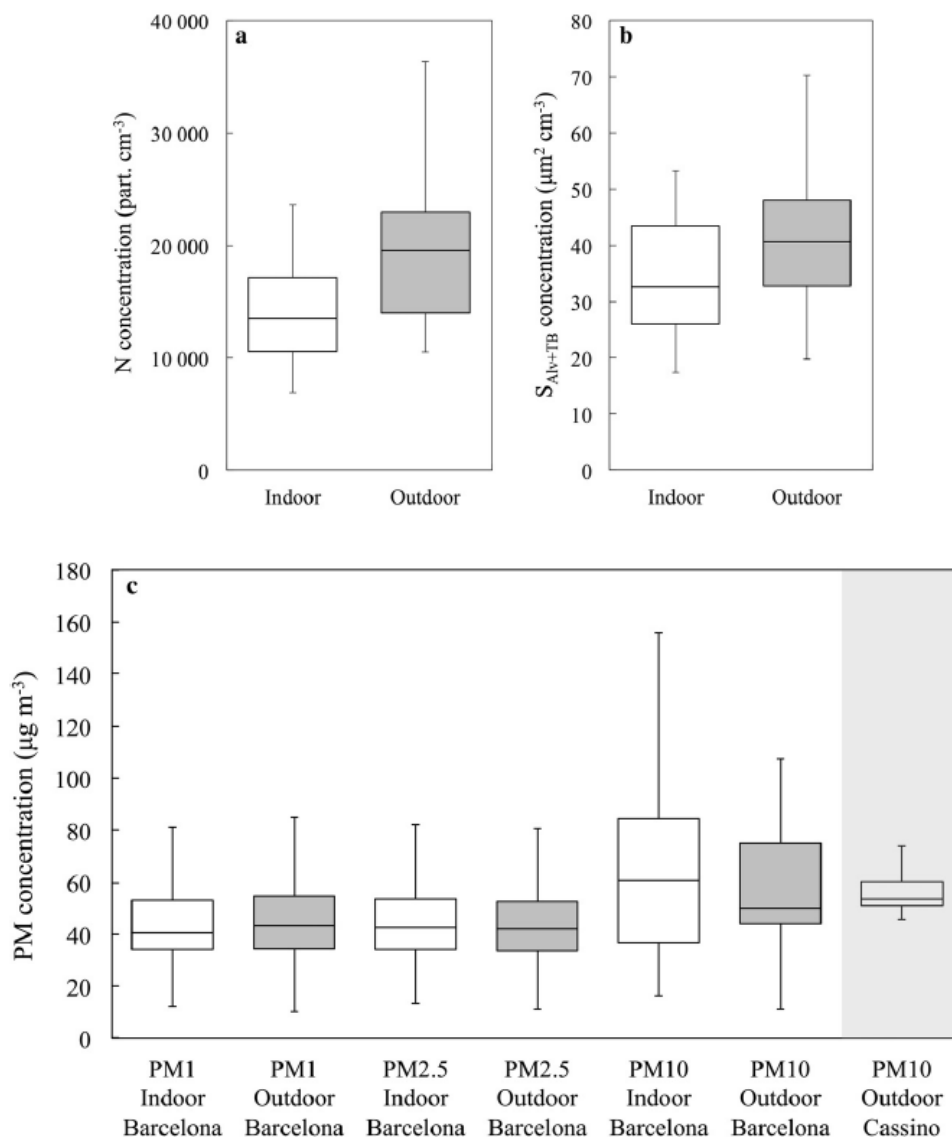 a
40 000
30 000
20 000
10 000
0
N concentration (part. cm⁻³)
Indoor Outdoor
b
80
70
60
50
40
30
20
10
0
S_Alv+TB concentration (μm² cm⁻³)
Indoor Outdoor
c
180
160
140
120
100
80
60
40
20
0
PM concentration (μg m⁻³)
PM1 PM1 PM2.5 PM2.5 PM10 PM10 PM10
Indoor Outdoor Indoor Outdoor Indoor Outdoor Outdoor
Barcelona Barcelona Barcelona Barcelona Barcelona Barcelona Cassino